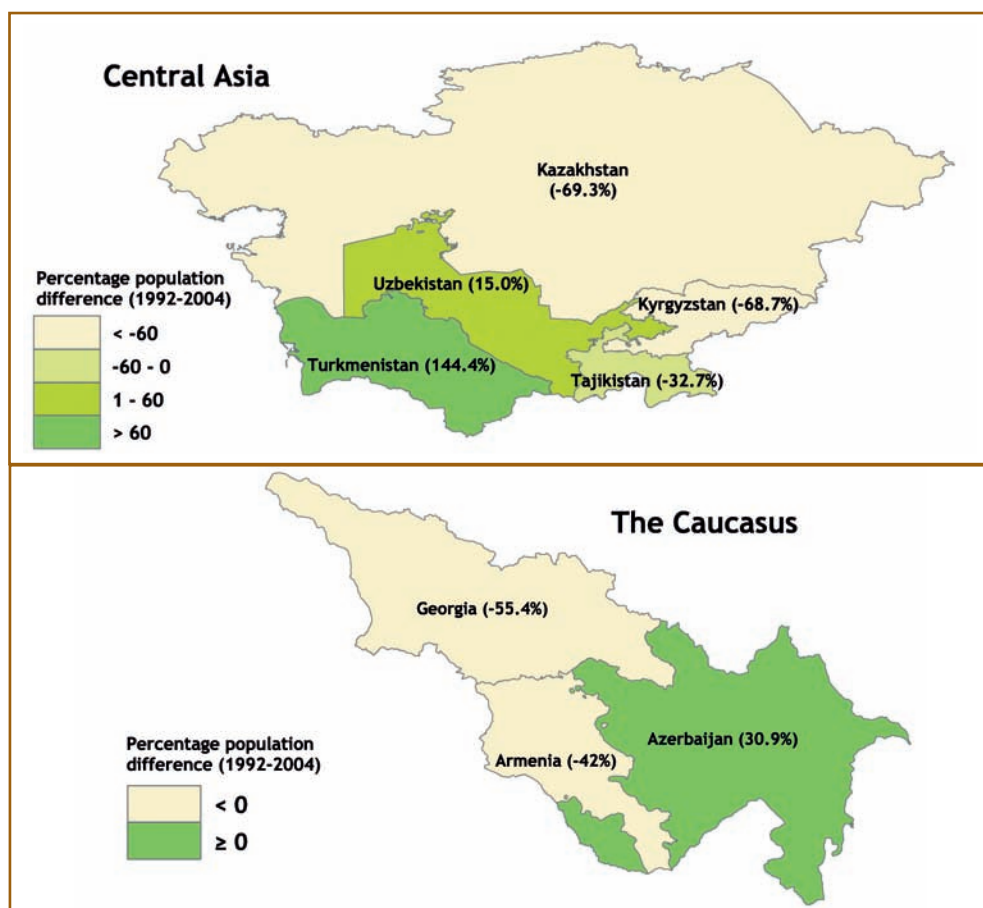 Central Asia
Kazakhstan
(-69.3%)
Uzbekistan (15.0%)
Kyrgyzstan (-68.7%)
Turkmenistan (144.4%)
Tajikistan (-32.7%)
Percentage population
difference (1992-2004)
< -60
-60 - 0
1 - 60
> 60
The Caucasus
Georgia (-55.4%)
Azerbaijan (30.9%)
Armenia (-42%)
Percentage population
difference (1992-2004)
< 0
≥ 0